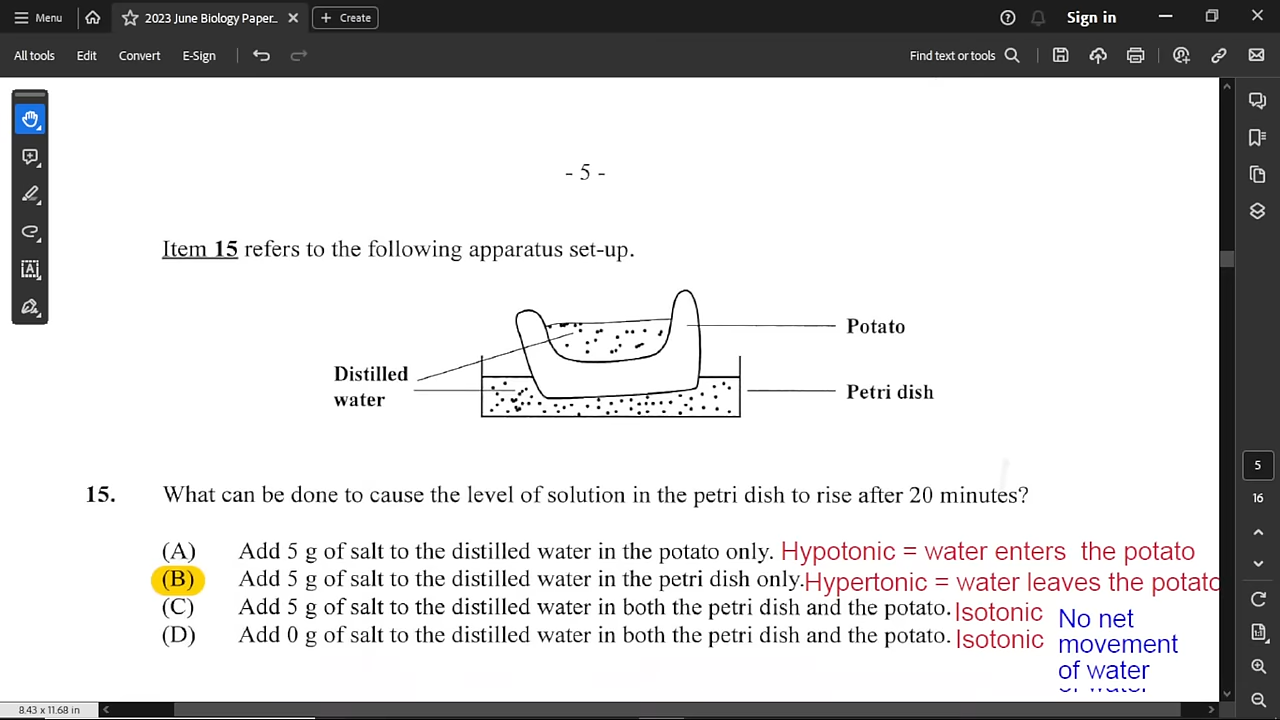 Menu
2023 June Biology Paper...
Create
Sign in
All tools
Edit
Convert
E-Sign
Find text or tools
- 5 -
Item 15 refers to the following apparatus set-up.
Potato
Distilled
water
Petri dish
15. What can be done to cause the level of solution in the petri dish to rise after 20 minutes?
(A) Add 5 g of salt to the distilled water in the potato only. Hypotonic = water enters the potato
(B) Add 5 g of salt to the distilled water in the petri dish only. Hypertonic = water leaves the potato
(C) Add 5 g of salt to the distilled water in both the petri dish and the potato. Isotonic
(D) Add 0 g of salt to the distilled water in both the petri dish and the potato. Isotonic
No net
movement
of water
5
16
1:1
8.43 x 11.68 in